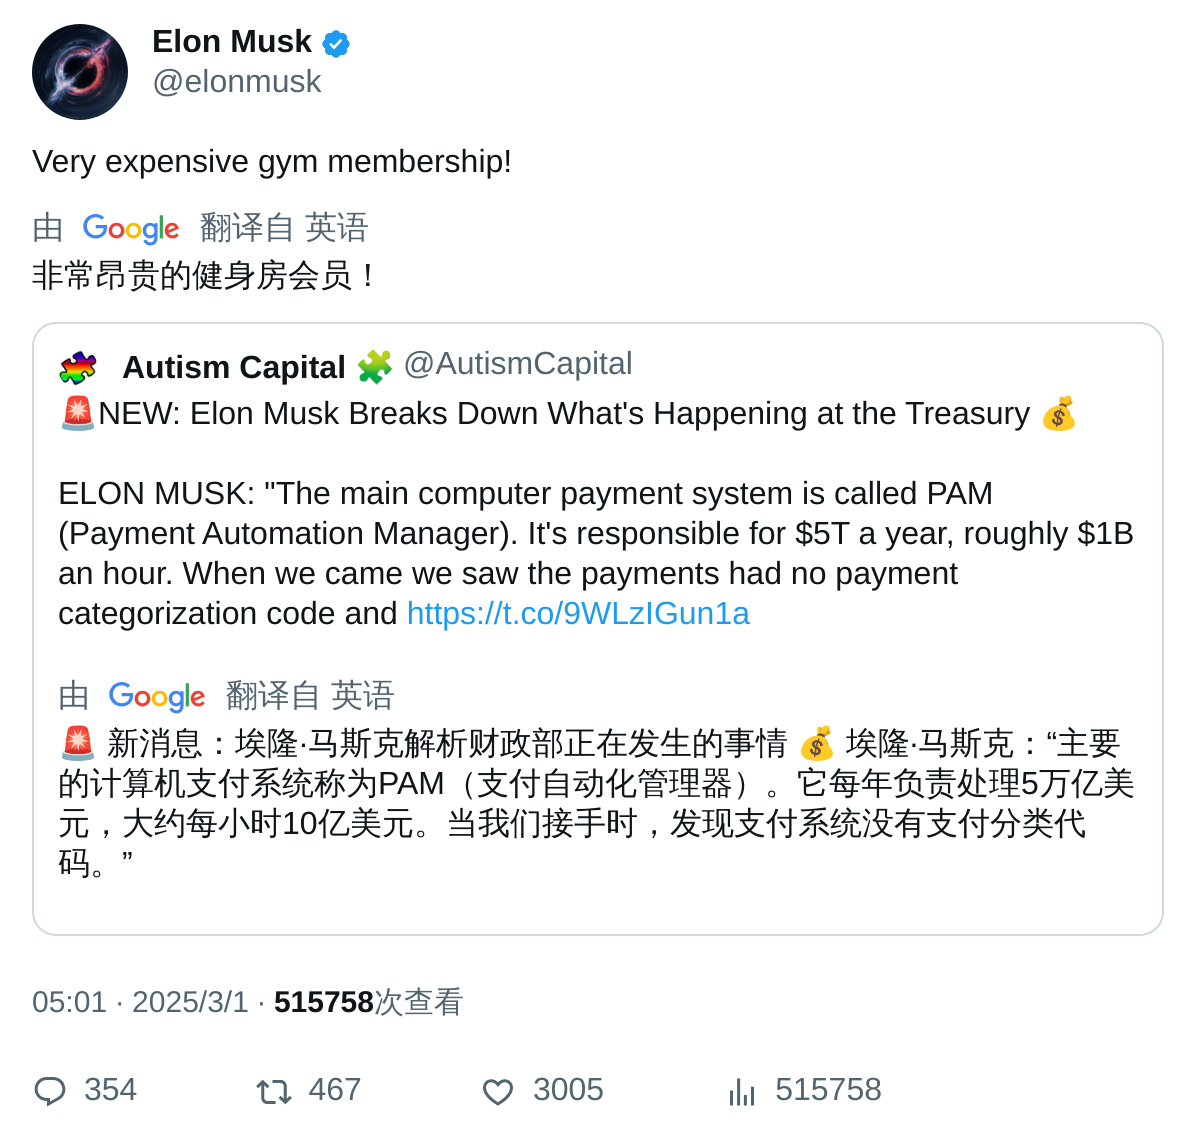 Elon Musk
@elonmusk
Very expensive gym membership!
由 Google 翻译自 英语
非常昂贵的健身房会员！
Autism Capital 🧩 @AutismCapital
🚨NEW: Elon Musk Breaks Down What's Happening at the Treasury 💰
ELON MUSK: "The main computer payment system is called PAM
(Payment Automation Manager). It's responsible for $5T a year, roughly $1B
an hour. When we came we saw the payments had no payment
categorization code and https://t.co/9WLzIGun1a
由 Google 翻译自 英语
🚨 新消息：埃隆·马斯克解析财政部正在发生的事情 💰 埃隆·马斯克：“主要
的计算机支付系统称为PAM（支付自动化管理器）。它每年负责处理5万亿美
元，大约每小时10亿美元。当我们接手时，发现支付系统没有支付分类代
码。”
05:01 · 2025/3/1 · 515758次查看
354 467 3005 515758